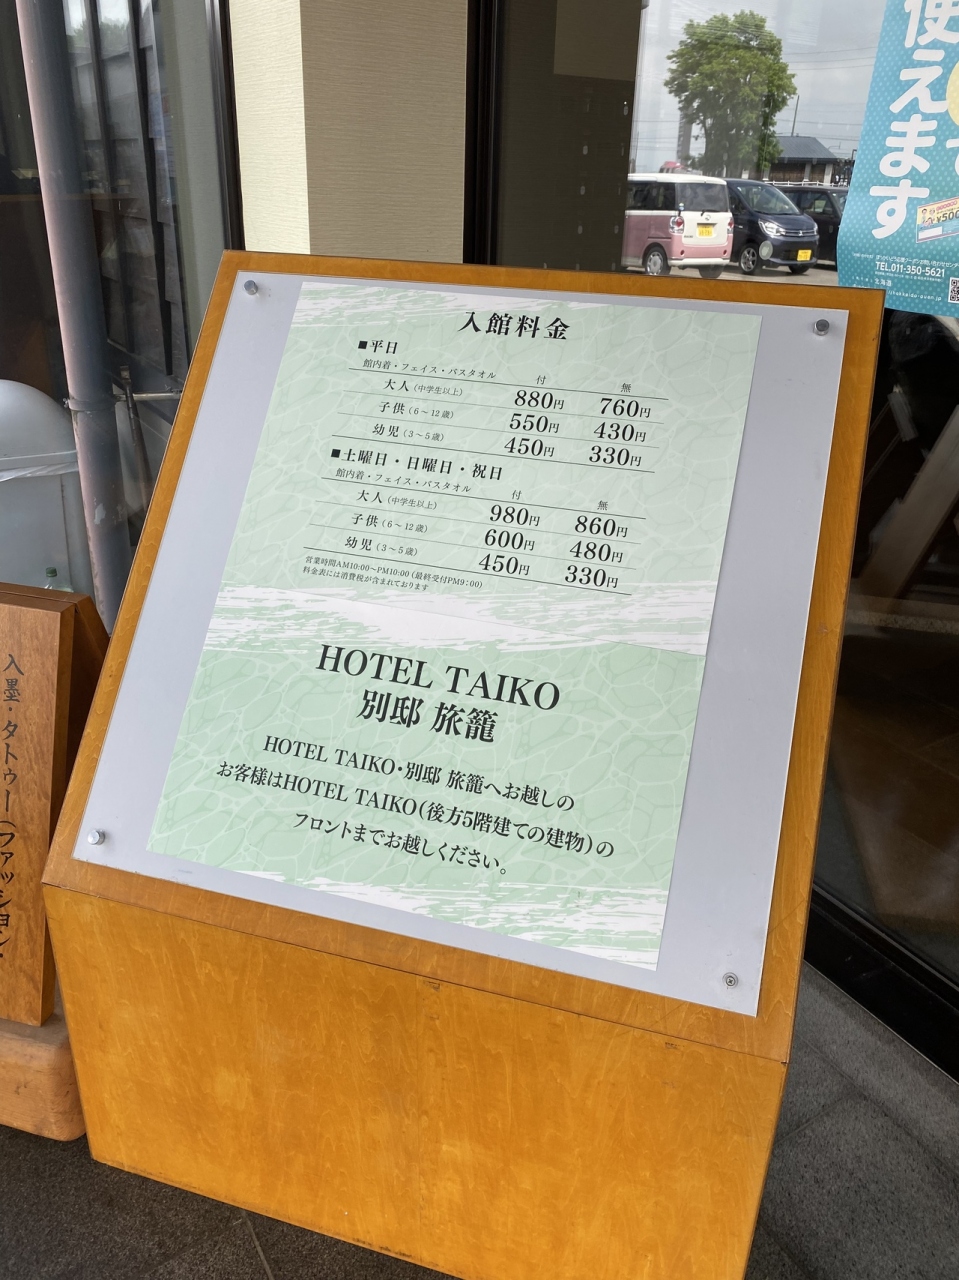 入館料金
■平日
館内着・フェイス・バスタオル 付 無
大人(中学生以上) 880円 760円
子供(6〜12歳) 550円 430円
幼児(3〜5歳) 450円 330円
■土曜日・日曜日・祝日
館内着・フェイス・バスタオル 付 無
大人(中学生以上) 980円 860円
子供(6〜12歳) 600円 480円
幼児(3〜5歳) 450円 330円
営業時間AM10:00〜PM10:00(最終受付PM9:00)
料金表には消費税が含まれております
HOTEL TAIKO
別邸 旅籠
HOTEL TAIKO・別邸 旅籠へお越しの
お客様はHOTEL TAIKO(後方5階建ての建物)の
フロントまでお越しください。
入墨・タトゥー(ファッション・
使えます
TEL.011-350-5621